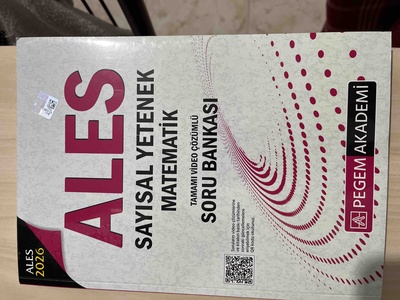 ALES
2026
ALES
SAYISAL YETENEK
MATEMATİK
TAMAMI VİDEO ÇÖZÜMLÜ
SORU BANKASI
PEGEM AKADEMİ